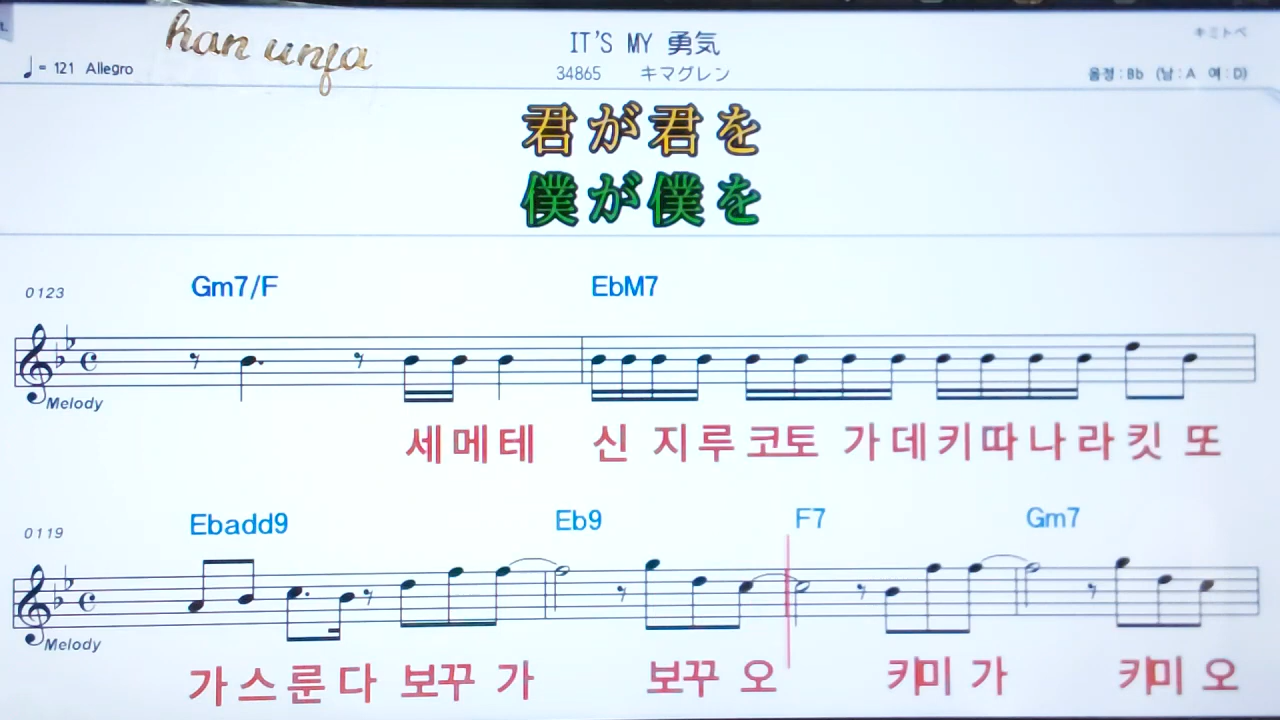 han unja
IT'S MY 勇気
キミトベ
♩= 121 Allegro
34865 キマグレン
음정:Bb (남:A 여:D)
君が君を
僕が僕を
0123 Gm7/F EbM7
Melody
세메테 신 지루 코토 가데키따나라킷 또
0119 Ebadd9 Eb9 F7 Gm7
Melody
가스룬다 보꾸 가 보꾸 오 키미 가 키미 오